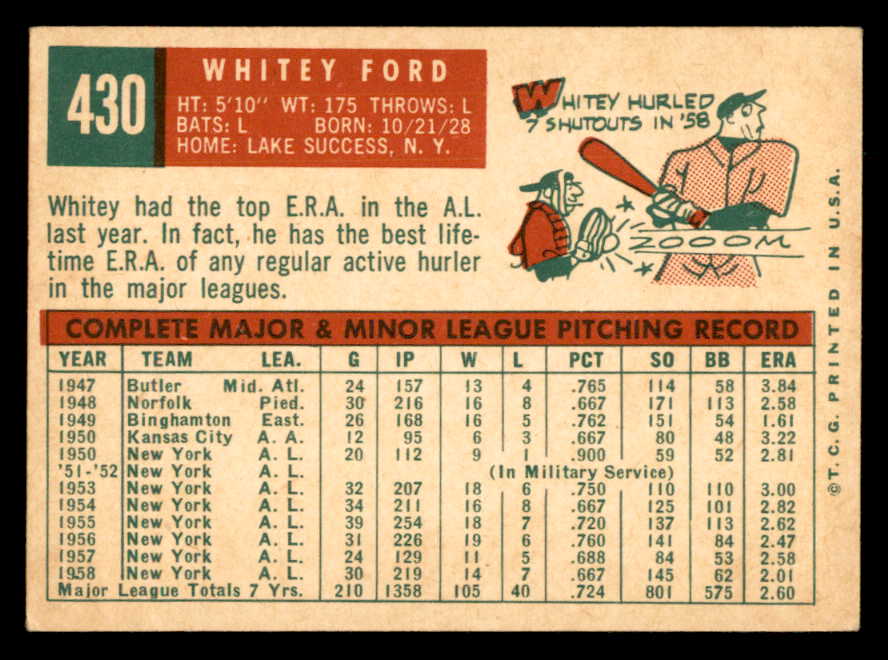 430
WHITEY FORD
HT: 5'10" WT: 175 THROWS: L
BATS: L BORN: 10/21/28
HOME: LAKE SUCCESS, N. Y.
WHITEY HURLED
7 SHUTOUTS IN '58
ZOOOM
Whitey had the top E.R.A. in the A.L.
last year. In fact, he has the best life-
time E.R.A. of any regular active hurler
in the major leagues.
COMPLETE MAJOR & MINOR LEAGUE PITCHING RECORD
YEAR TEAM LEA. G IP W L PCT SO BB ERA
1947 Butler Mid. Atl. 24 157 13 4 .765 114 58 3.84
1948 Norfolk Pied. 30 216 16 8 .667 171 113 2.58
1949 Binghamton East. 26 168 16 5 .762 151 54 1.61
1950 Kansas City A. A. 12 95 6 3 .667 80 48 3.22
1950 New York A. L. 20 112 9 1 .900 59 52 2.81
'51-'52 New York A. L. (In Military Service)
1953 New York A. L. 32 207 18 6 .750 110 110 3.00
1954 New York A. L. 34 211 16 8 .667 125 101 2.82
1955 New York A. L. 39 254 18 7 .720 137 113 2.62
1956 New York A. L. 31 226 19 6 .760 141 84 2.47
1957 New York A. L. 24 129 11 5 .688 84 53 2.58
1958 New York A. L. 30 219 14 7 .667 145 62 2.01
Major League Totals 7 Yrs. 210 1358 105 40 .724 801 575 2.60
©T.C.G. PRINTED IN U.S.A.